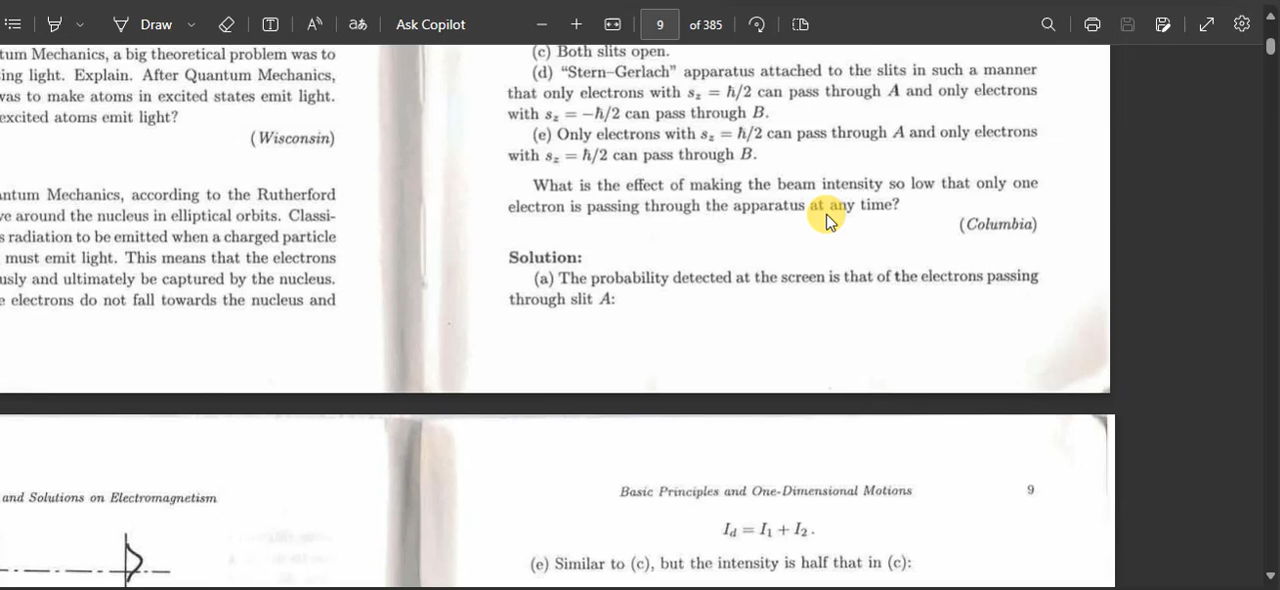 Draw
aあ
Ask Copilot
9
of 385
tum Mechanics, a big theoretical problem was to
ing light. Explain. After Quantum Mechanics,
was to make atoms in excited states emit light.
excited atoms emit light?
(Wisconsin)
ntum Mechanics, according to the Rutherford
ve around the nucleus in elliptical orbits. Classi-
s radiation to be emitted when a charged particle
must emit light. This means that the electrons
usly and ultimately be captured by the nucleus.
e electrons do not fall towards the nucleus and
(c) Both slits open.
(d) “Stern–Gerlach” apparatus attached to the slits in such a manner
that only electrons with s_z = ħ/2 can pass through A and only electrons
with s_z = −ħ/2 can pass through B.
(e) Only electrons with s_z = ħ/2 can pass through A and only electrons
with s_z = ħ/2 can pass through B.
What is the effect of making the beam intensity so low that only one
electron is passing through the apparatus at any time?
(Columbia)
Solution:
(a) The probability detected at the screen is that of the electrons passing
through slit A:
and Solutions on Electromagnetism
Basic Principles and One-Dimensional Motions 9
I_d = I_1 + I_2 .
(e) Similar to (c), but the intensity is half that in (c):